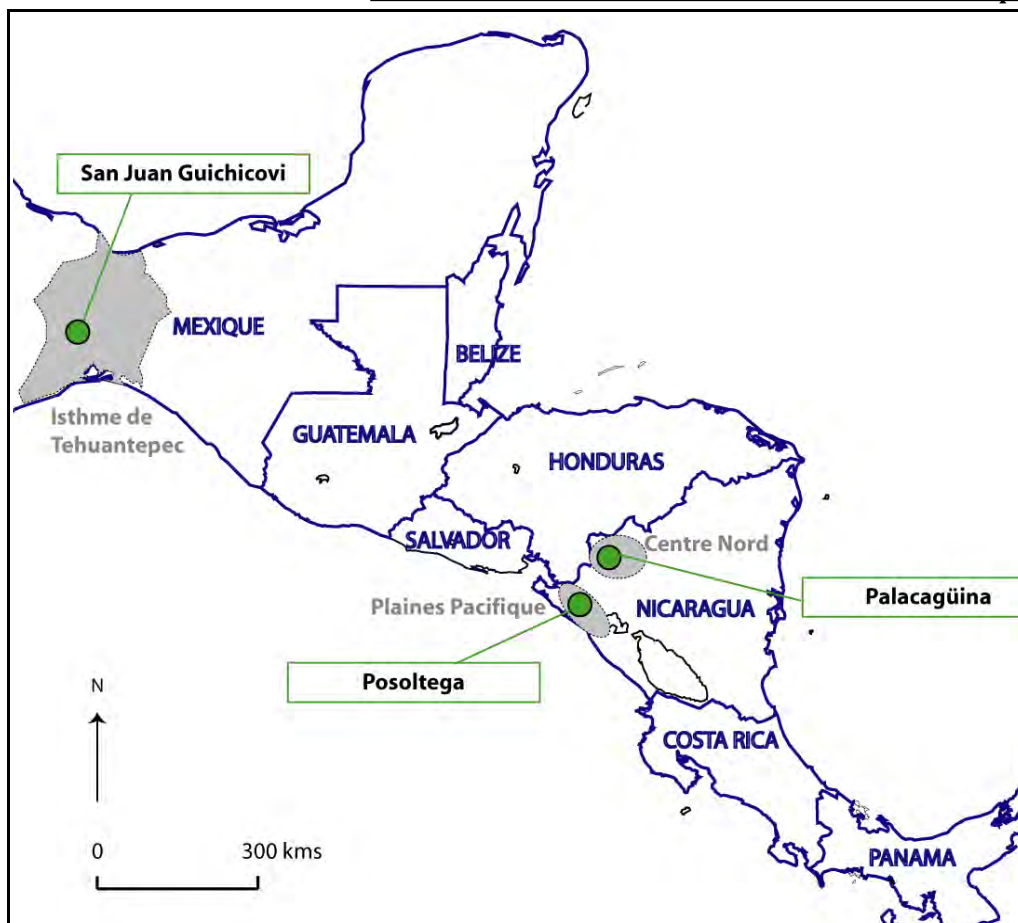 San Juan Guichicovi
MEXIQUE
BELIZE
Isthme de
Tehuantepec
GUATEMALA
HONDURAS
SALVADOR
Centre Nord
Plaines Pacifique
NICARAGUA
Palacagüina
Posoltega
N
COSTA RICA
0 300 kms
PANAMA